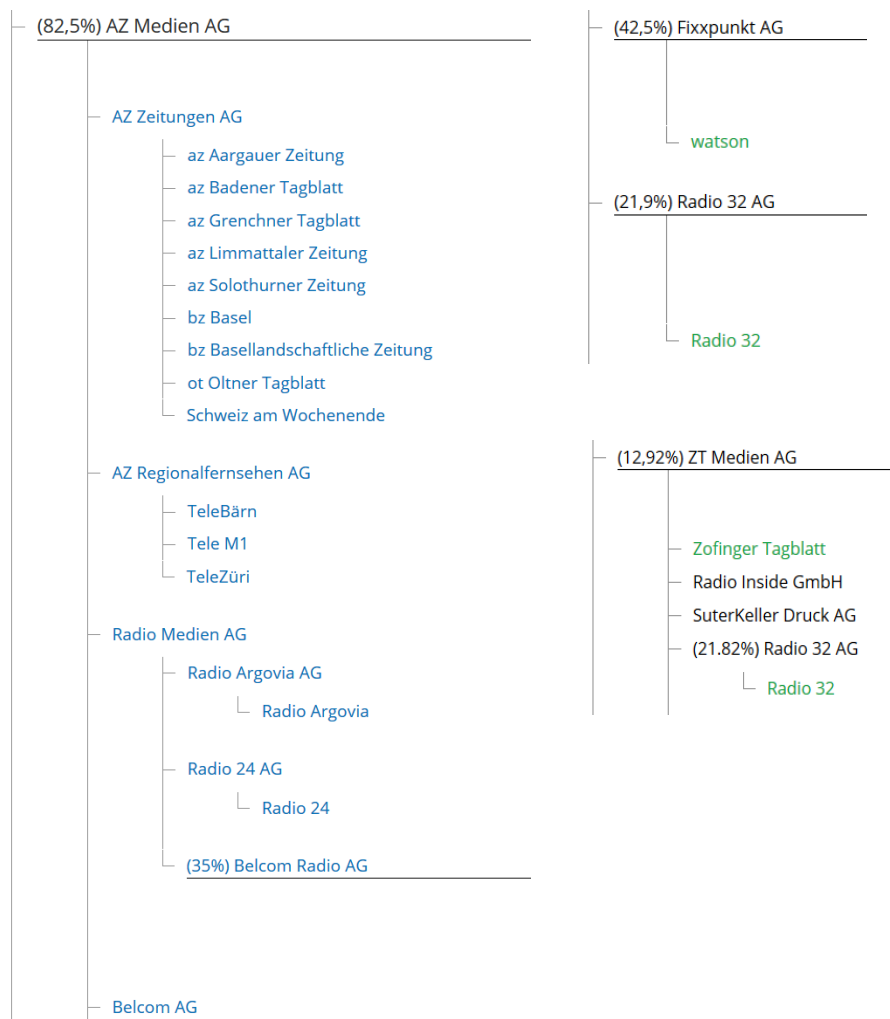 (82,5%) AZ Medien AG
AZ Zeitungen AG
az Aargauer Zeitung
az Badener Tagblatt
az Grenchner Tagblatt
az Limmattaler Zeitung
az Solothurner Zeitung
bz Basel
bz Basellandschaftliche Zeitung
ot Oltner Tagblatt
Schweiz am Wochenende
AZ Regionalfernsehen AG
TeleBärn
Tele M1
TeleZüri
Radio Medien AG
Radio Argovia AG
Radio Argovia
Radio 24 AG
Radio 24
(35%) Belcom Radio AG
Belcom AG
(42,5%) Fixxpunkt AG
watson
(21,9%) Radio 32 AG
Radio 32
(12,92%) ZT Medien AG
Zofinger Tagblatt
Radio Inside GmbH
SuterKeller Druck AG
(21.82%) Radio 32 AG
Radio 32